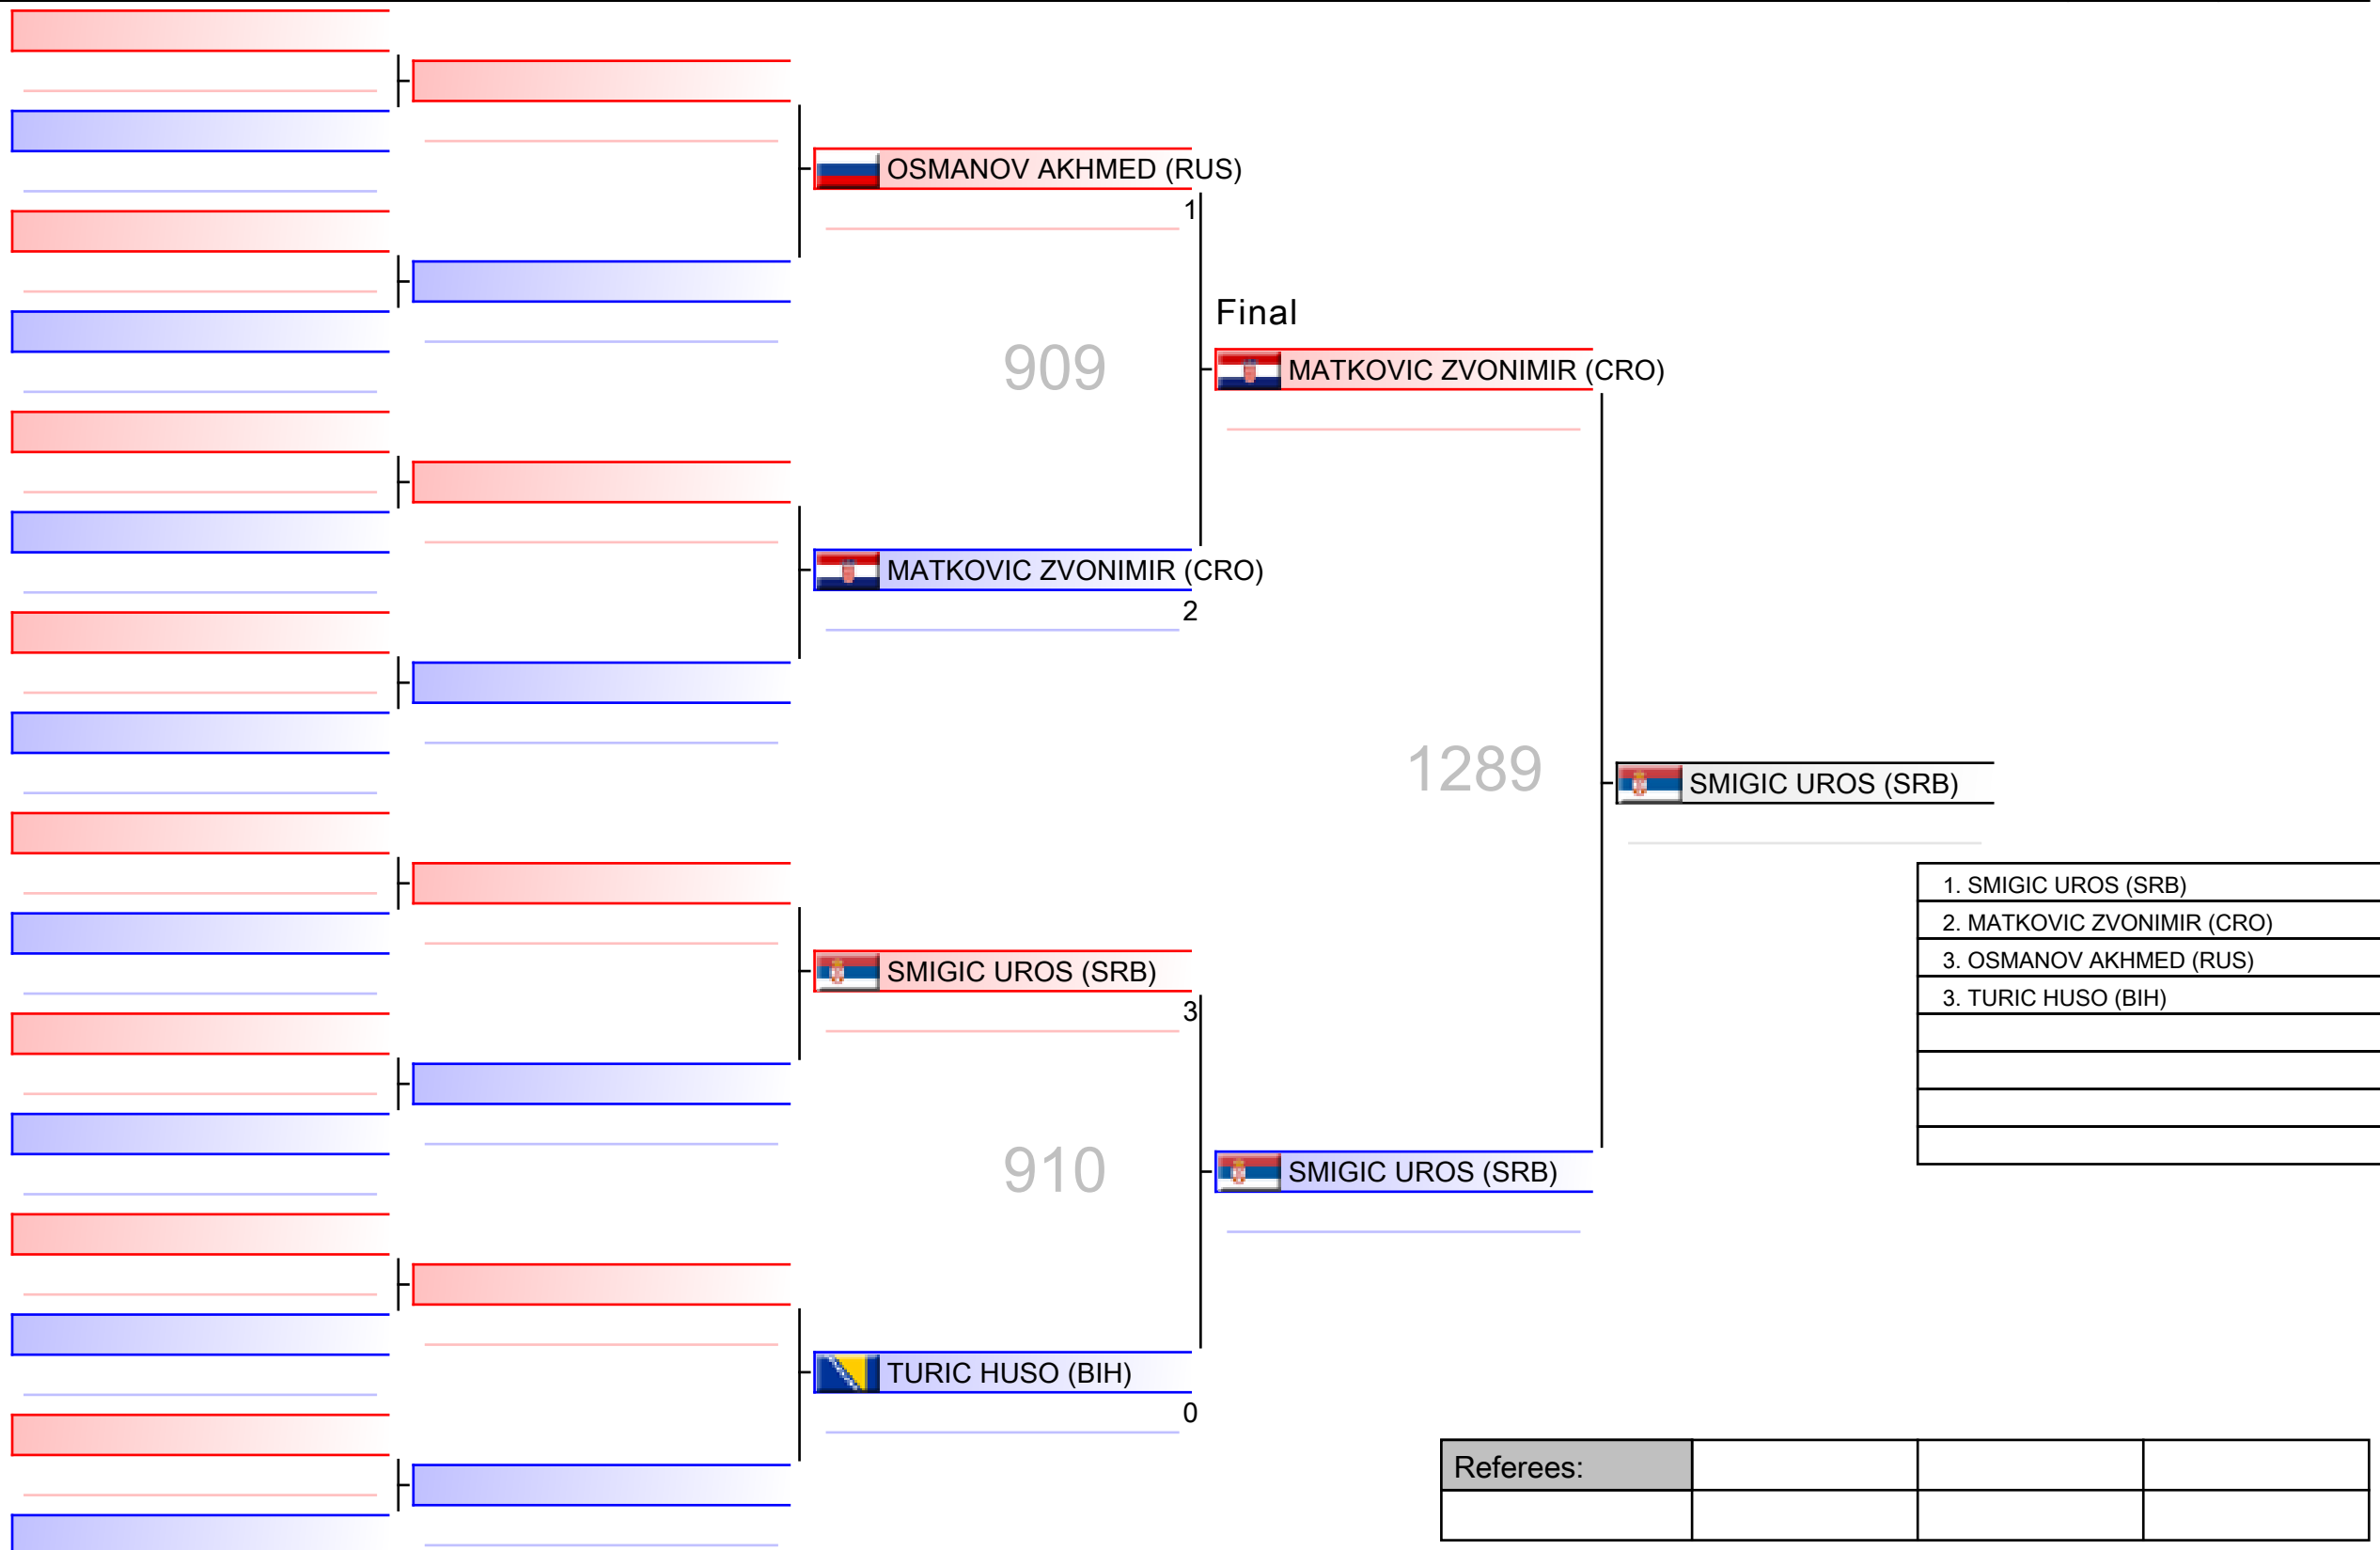 OSMANOV AKHMED (RUS)
1
Final
909
MATKOVIC ZVONIMIR (CRO)
MATKOVIC ZVONIMIR (CRO)
2
1289
SMIGIC UROS (SRB)
1. SMIGIC UROS (SRB)
2. MATKOVIC ZVONIMIR (CRO)
3. OSMANOV AKHMED (RUS)
3. TURIC HUSO (BIH)
SMIGIC UROS (SRB)
3
910
SMIGIC UROS (SRB)
TURIC HUSO (BIH)
0
Referees: